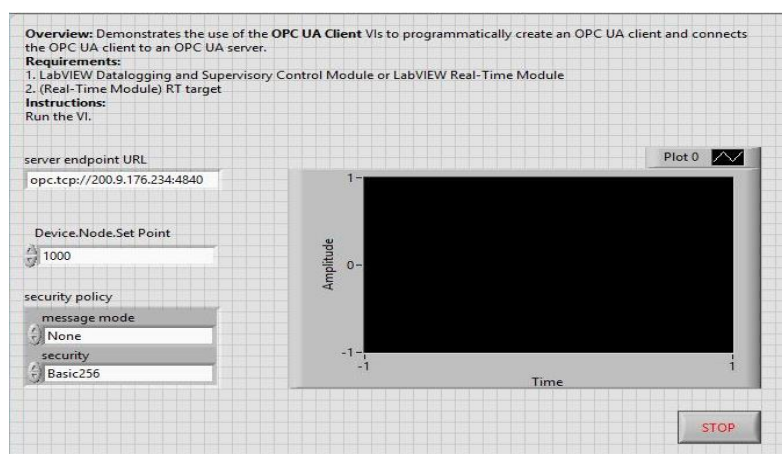 Overview: Demonstrates the use of the OPC UA Client VIs to programmatically create an OPC UA client and connects
the OPC UA client to an OPC UA server.
Requirements:
1. LabVIEW Datalogging and Supervisory Control Module or LabVIEW Real-Time Module
2. (Real-Time Module) RT target
Instructions:
Run the VI.
server endpoint URL
opc.tcp://200.9.176.234:4840
Device.Node.Set Point
1000
security policy
message mode
None
security
Basic256
Plot 0
1
0
-1
Amplitude
-1
1
Time
STOP